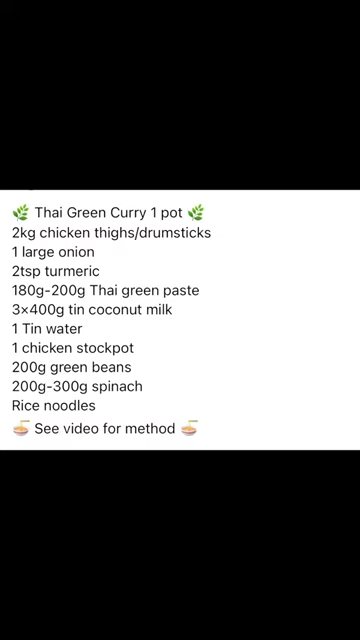 🌿 Thai Green Curry 1 pot 🌿
2kg chicken thighs/drumsticks
1 large onion
2tsp turmeric
180g-200g Thai green paste
3×400g tin coconut milk
1 Tin water
1 chicken stockpot
200g green beans
200g-300g spinach
Rice noodles
🍜 See video for method 🍜